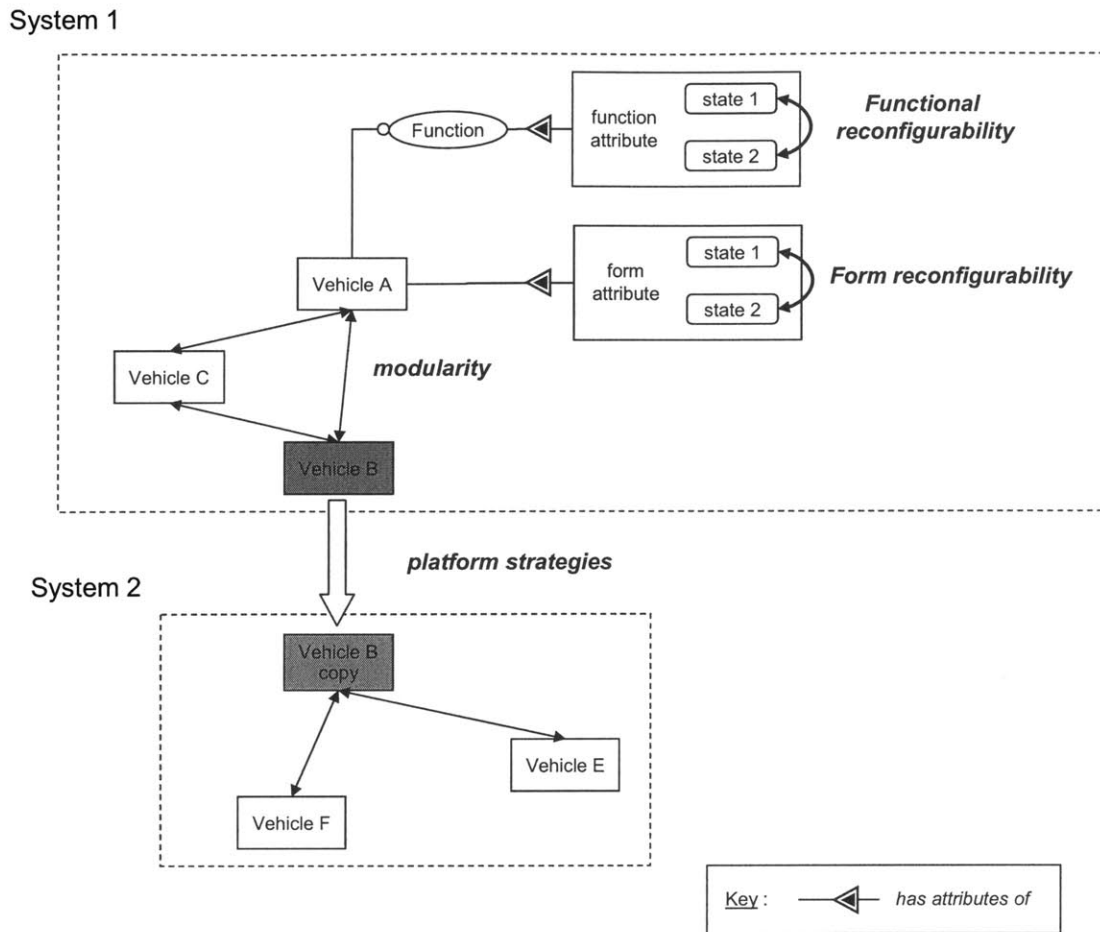 System 1
Function
function
attribute
state 1
state 2
Functional
reconfigurability
Vehicle A
form
attribute
state 1
state 2
Form reconfigurability
Vehicle C
modularity
Vehicle B
platform strategies
System 2
Vehicle B
copy
Vehicle E
Vehicle F
Key : has attributes of